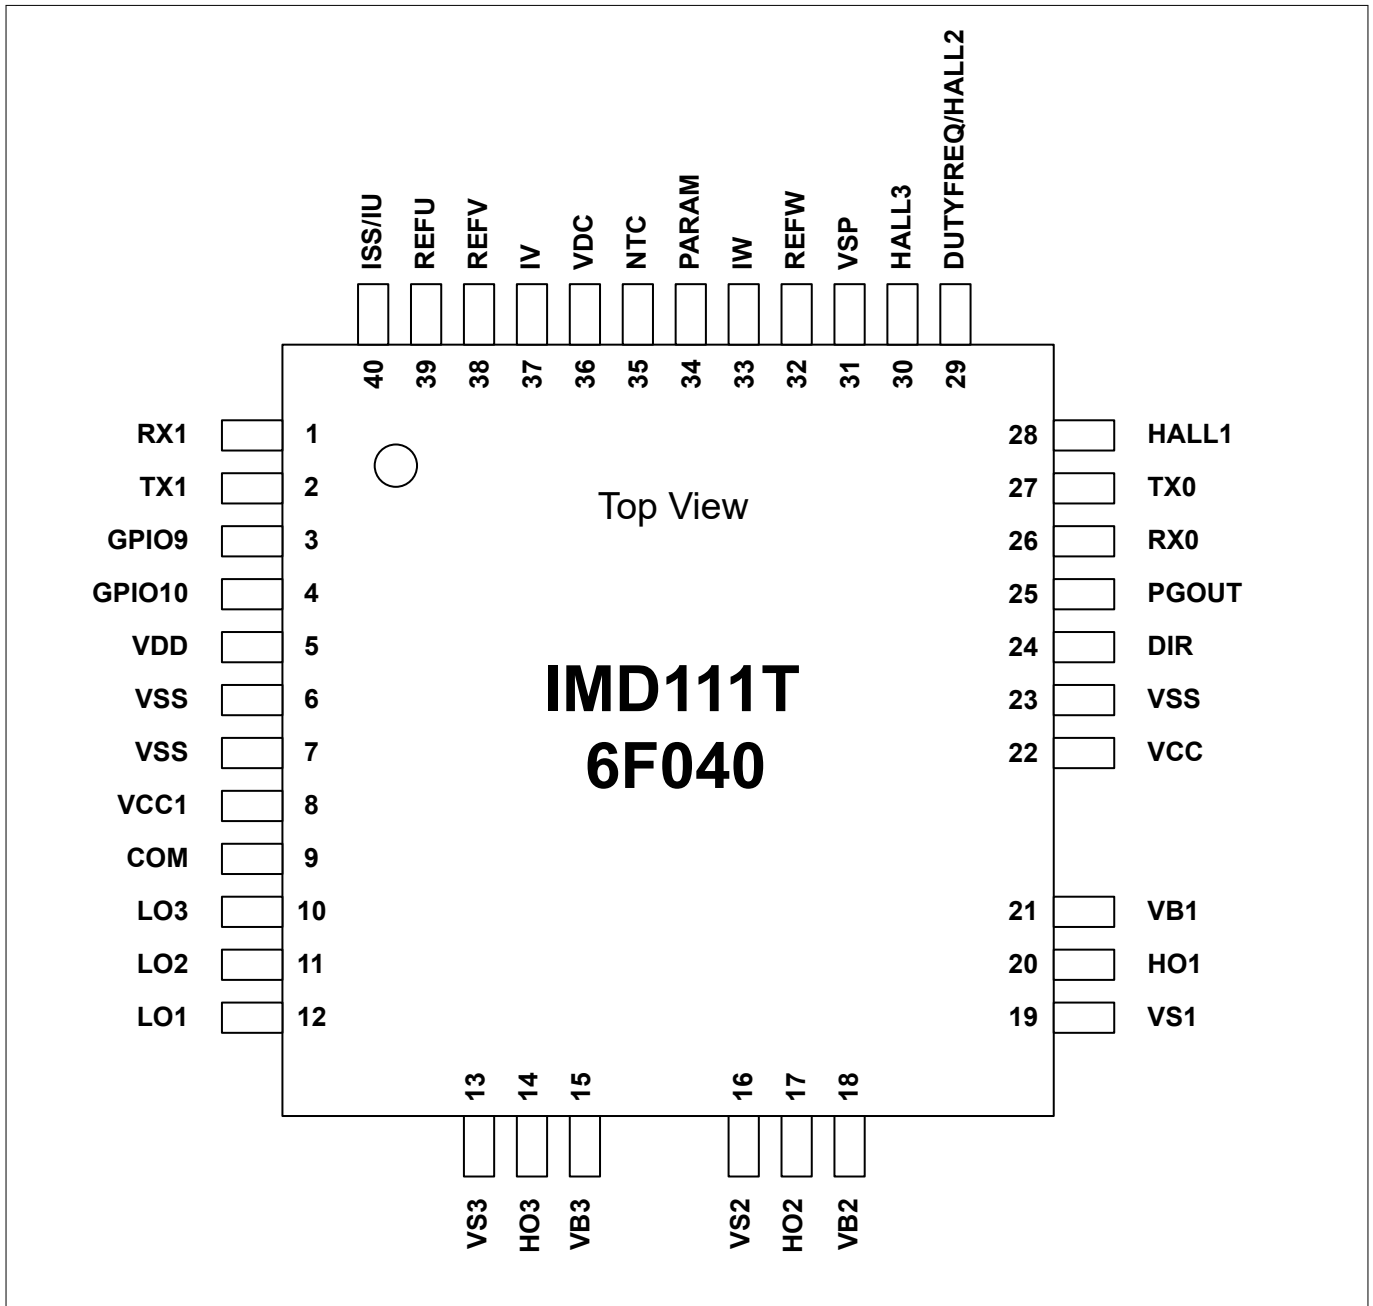 ISS/IU REFU REFV IV VDC NTC PARAM IW REFW VSP HALL3 DUTYFREQ/HALL2
40 39 38 37 36 35 34 33 32 31 30 29
RX1 1 28 HALL1
TX1 2 27 TX0
Top View
GPIO9 3 26 RX0
GPIO10 4 25 PGOUT
VDD 5 24 DIR
VSS 6 23 VSS
IMD111T
VSS 7 22 VCC
6F040
VCC1 8
COM 9
LO3 10 21 VB1
LO2 11 20 HO1
LO1 12 19 VS1
13 14 15 16 17 18
VS3 HO3 VB3 VS2 HO2 VB2